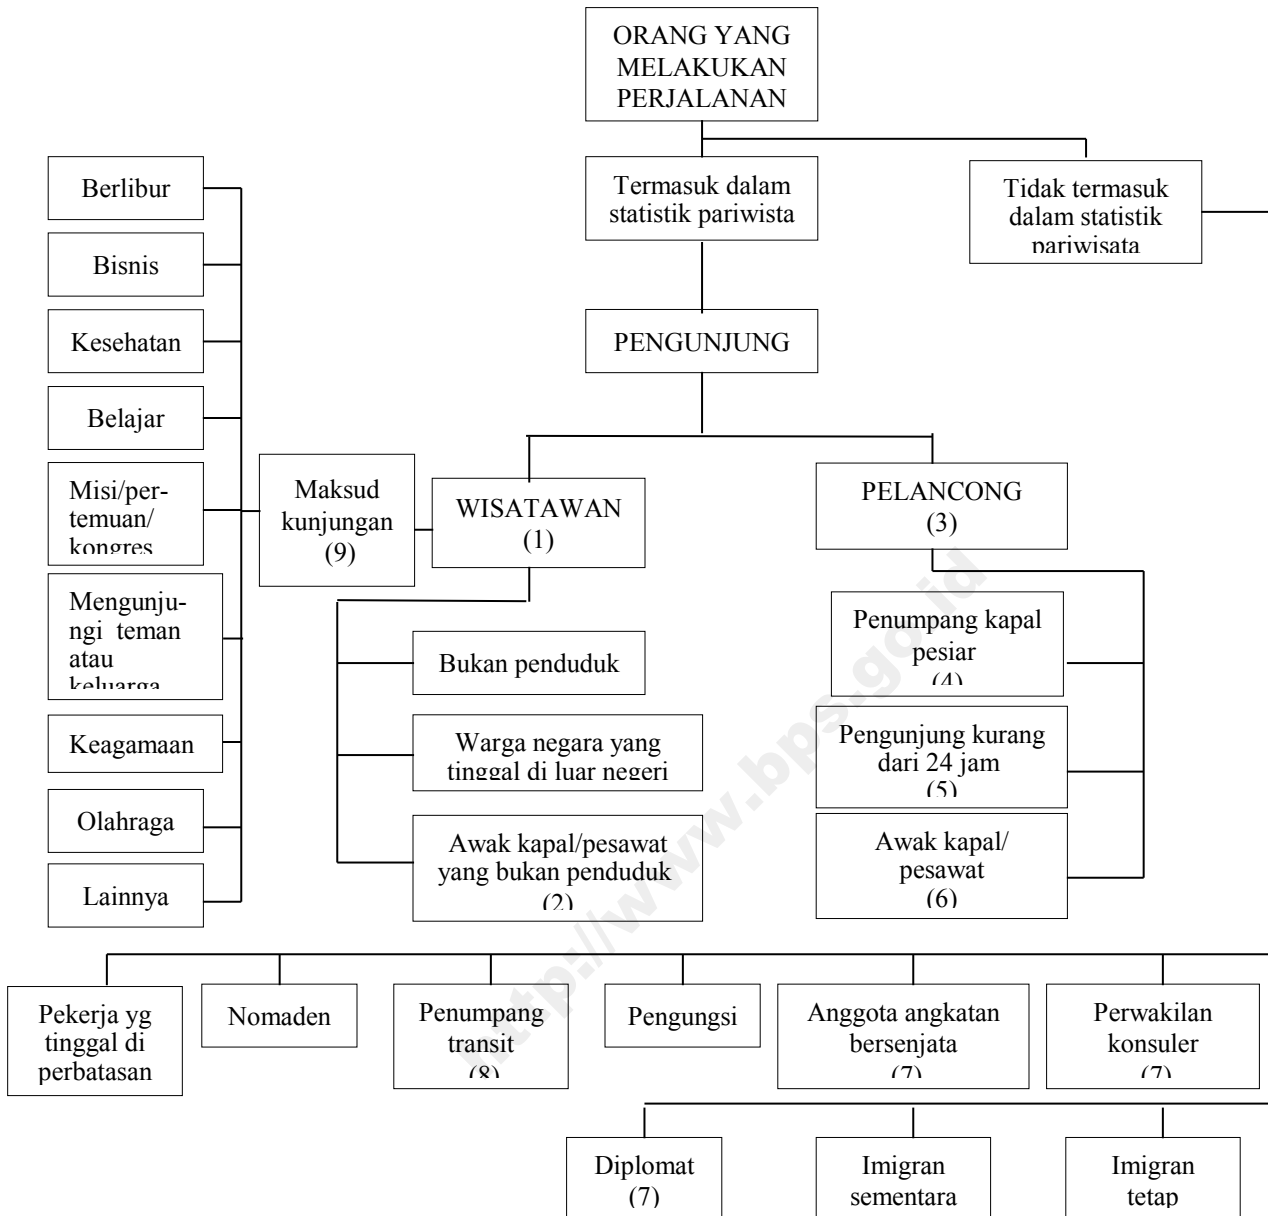 ORANG YANG
MELAKUKAN
PERJALANAN
Termasuk dalam
statistik pariwista
Tidak termasuk
dalam statistik
pariwisata
PENGUNJUNG
Berlibur
Bisnis
Kesehatan
Belajar
Misi/per-
temuan/
kongres
Mengunju-
ngi teman
atau
keluarga
Keagamaan
Olahraga
Lainnya
Maksud
kunjungan
(9)
WISATAWAN
(1)
PELANCONG
(3)
Bukan penduduk
Warga negara yang
tinggal di luar negeri
Awak kapal/pesawat
yang bukan penduduk
(2)
Penumpang kapal
pesiar
(4)
Pengunjung kurang
dari 24 jam
(5)
Awak kapal/
pesawat
(6)
Pekerja yg
tinggal di
perbatasan
Nomaden
Penumpang
transit
(8)
Pengungsi
Anggota angkatan
bersenjata
(7)
Perwakilan
konsuler
(7)
Diplomat
(7)
Imigran
sementara
Imigran
tetap
http://www.bps.go.id